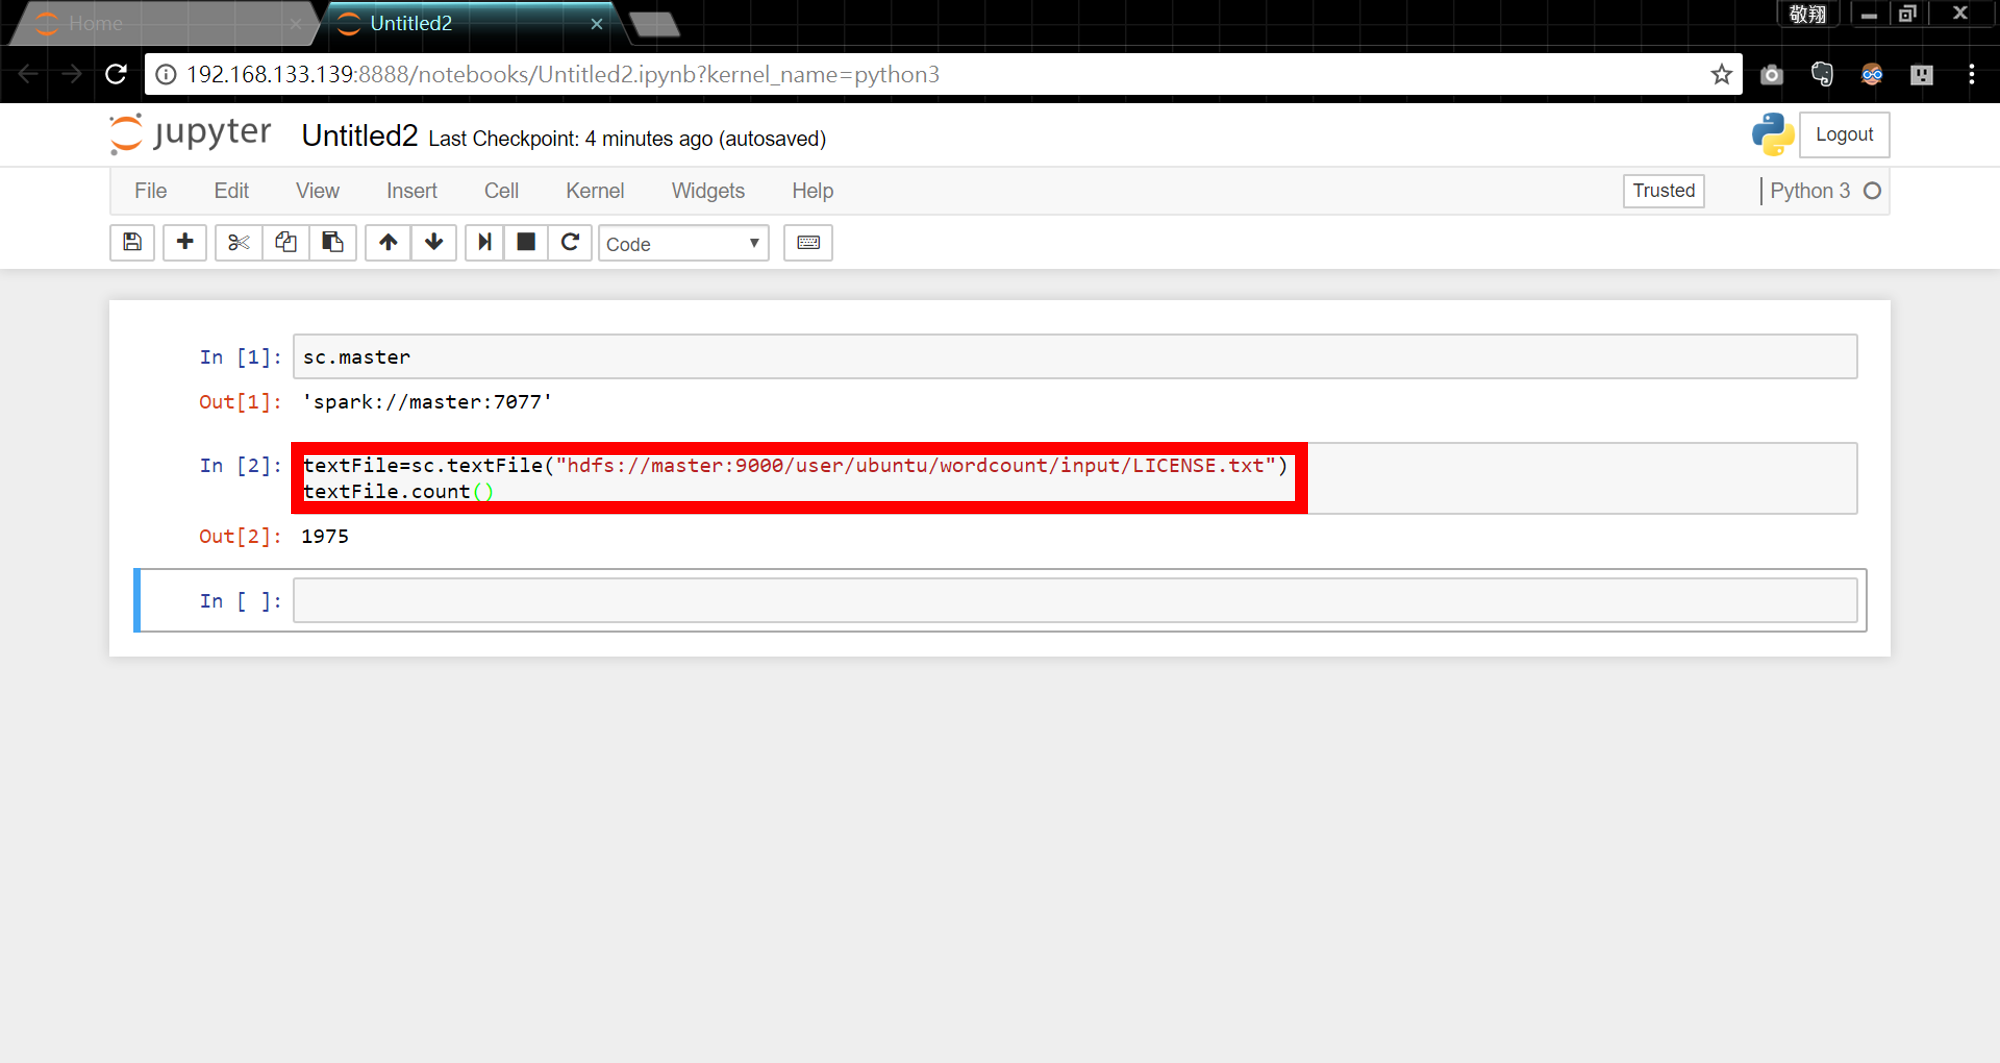 Home
Untitled2
敬翔
192.168.133.139:8888/notebooks/Untitled2.ipynb?kernel_name=python3
jupyter Untitled2 Last Checkpoint: 4 minutes ago (autosaved)
Logout
File Edit View Insert Cell Kernel Widgets Help
Trusted
Python 3
Code
In [1]: sc.master
Out[1]: 'spark://master:7077'
In [2]: textFile=sc.textFile("hdfs://master:9000/user/ubuntu/wordcount/input/LICENSE.txt")
textFile.count()
Out[2]: 1975
In [ ]: